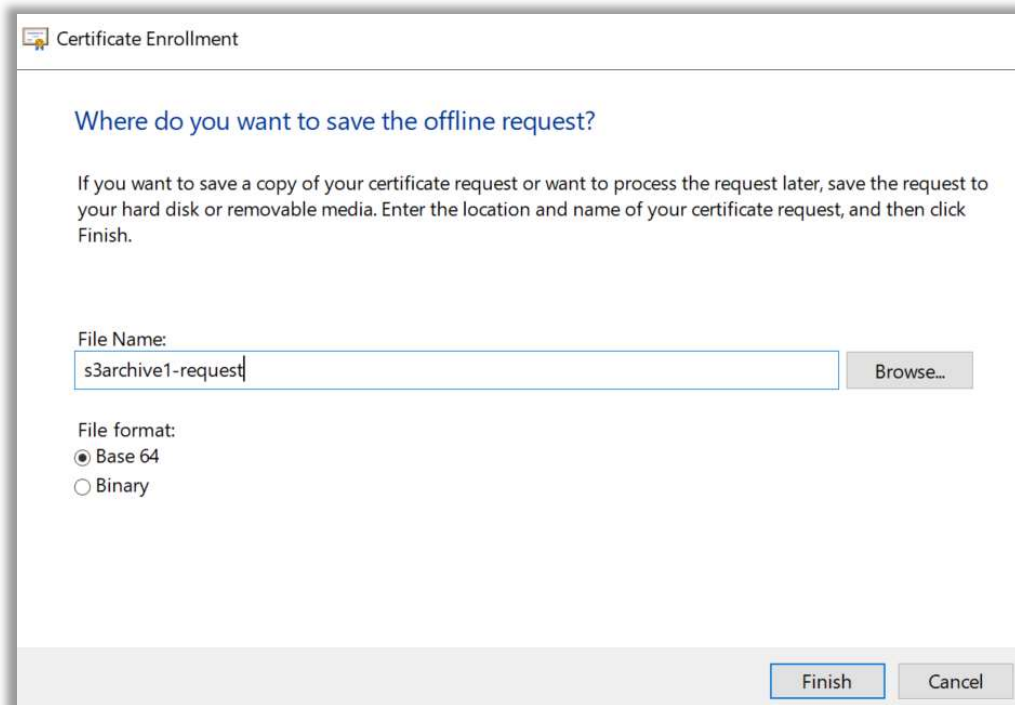 Certificate Enrollment
Where do you want to save the offline request?
If you want to save a copy of your certificate request or want to process the request later, save the request to
your hard disk or removable media. Enter the location and name of your certificate request, and then click
Finish.
File Name:
s3archive1-request
Browse...
File format:
Base 64
Binary
Finish
Cancel